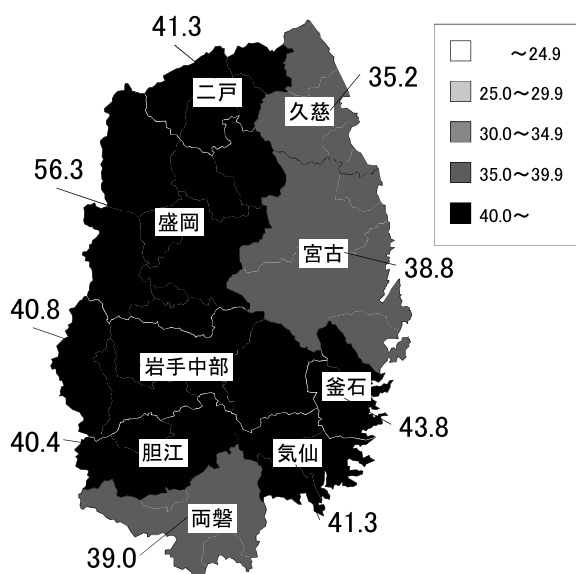 41.3
～24.9
二戸
35.2
25.0～29.9
久慈
30.0～34.9
56.3
35.0～39.9
盛岡
40.0～
宮古
38.8
40.8
岩手中部
釜石
43.8
40.4
胆江
気仙
両磐
41.3
39.0